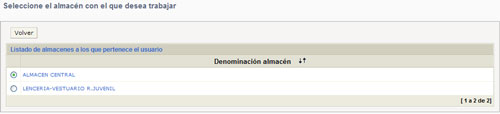 Seleccione el almacén con el que desea trabajar
Volver
Listado de almacenes a los que pertenece el usuario
Denominación almacén
ALMACEN CENTRAL
LENCERIA-VESTUARIO R.JUVENIL
[ 1 a 2 de 2]